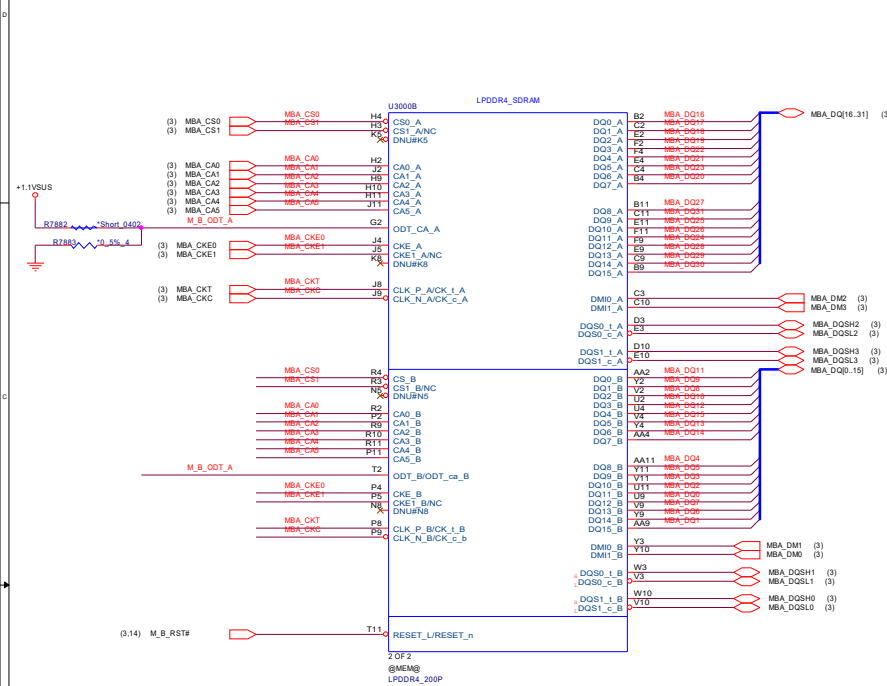 D
U3000B
LPDDR4_SDRAM
(3) MBA_CS0 MBA_CS0 H4 CS0_A DQ0_A B2 MBA_DQ16 MBA_DQ[16..31]
(3) MBA_CS1 MBA_CS1 H3 CS1_A/NC DQ1_A C2 MBA_DQ17
K5 DNU#K5 DQ2_A E2 MBA_DQ18
DQ3_A F2 MBA_DQ19
DQ4_A F4 MBA_DQ22
(3) MBA_CA0 MBA_CA0 H2 CA0_A DQ5_A E4 MBA_DQ21
(3) MBA_CA1 MBA_CA1 J2 CA1_A DQ6_A C4 MBA_DQ23
(3) MBA_CA2 MBA_CA2 H9 CA2_A DQ7_A B4 MBA_DQ20
(3) MBA_CA3 MBA_CA3 H10 CA3_A
(3) MBA_CA4 MBA_CA4 H11 CA4_A
(3) MBA_CA5 MBA_CA5 J11 CA5_A DQ8_A B11 MBA_DQ27
+1.1VSUS
DQ9_A C11 MBA_DQ31
R7882 *Short_0402 M_B_ODT_A G2 ODT_CA_A DQ10_A E11 MBA_DQ25
DQ11_A F11 MBA_DQ26
R7883 *0_5%_4
(3) MBA_CKE0 MBA_CKE0 J4 CKE_A DQ12_A F9 MBA_DQ24
(3) MBA_CKE1 MBA_CKE1 J5 CKE1_A/NC DQ13_A E9 MBA_DQ28
K8 DNU#K8 DQ14_A C9 MBA_DQ29
DQ15_A B9 MBA_DQ30
(3) MBA_CKT MBA_CKT J8 CLK_P_A/CK_t_A
(3) MBA_CKC MBA_CKC J9 CLK_N_A/CK_c_A DMI0_A C3 MBA_DM2 (3)
DMI1_A C10 MBA_DM3 (3)
DQS0_t_A D3 MBA_DQSH2 (3)
DQS0_c_A E3 MBA_DQSL2 (3)
DQS1_t_A D10 MBA_DQSH3 (3)
DQS1_c_A E10 MBA_DQSL3 (3)
MBA_DQ[0..15] (3)
MBA_CS0 R4 CS_B DQ0_B AA2 MBA_DQ11
MBA_CS1 R3 CS1_B/NC DQ1_B Y2 MBA_DQ9
C
N5 DNU#N5 DQ2_B V2 MBA_DQ8
DQ3_B U2 MBA_DQ10
MBA_CA0 R2 CA0_B DQ4_B U4 MBA_DQ12
MBA_CA1 P2 CA1_B DQ5_B V4 MBA_DQ15
MBA_CA2 R9 CA2_B DQ6_B Y4 MBA_DQ13
MBA_CA3 R10 CA3_B DQ7_B AA4 MBA_DQ14
MBA_CA4 R11 CA4_B
MBA_CA5 P11 CA5_B
DQ8_B AA11 MBA_DQ4
M_B_ODT_A T2 ODT_B/ODT_ca_B DQ9_B Y11 MBA_DQ5
DQ10_B V11 MBA_DQ3
MBA_CKE0 P4 CKE_B DQ11_B U11 MBA_DQ2
MBA_CKE1 P5 CKE1_B/NC DQ12_B U9 MBA_DQ0
N8 DNU#N8 DQ13_B V9 MBA_DQ7
DQ14_B Y9 MBA_DQ6
MBA_CKT P8 CLK_P_B/CK_t_B DQ15_B AA9 MBA_DQ1
MBA_CKC P9 CLK_N_B/CK_c_b
DMI0_B Y3 MBA_DM1 (3)
DMI1_B Y10 MBA_DM0 (3)
DQS0_t_B W3 MBA_DQSH1 (3)
DQS0_c_B V3 MBA_DQSL1 (3)
DQS1_t_B W10 MBA_DQSH0 (3)
DQS1_c_B V10 MBA_DQSL0 (3)
(3,14) M_B_RST# T11 RESET_L/RESET_n
2 OF 2
@MEM@
LPDDR4_200P